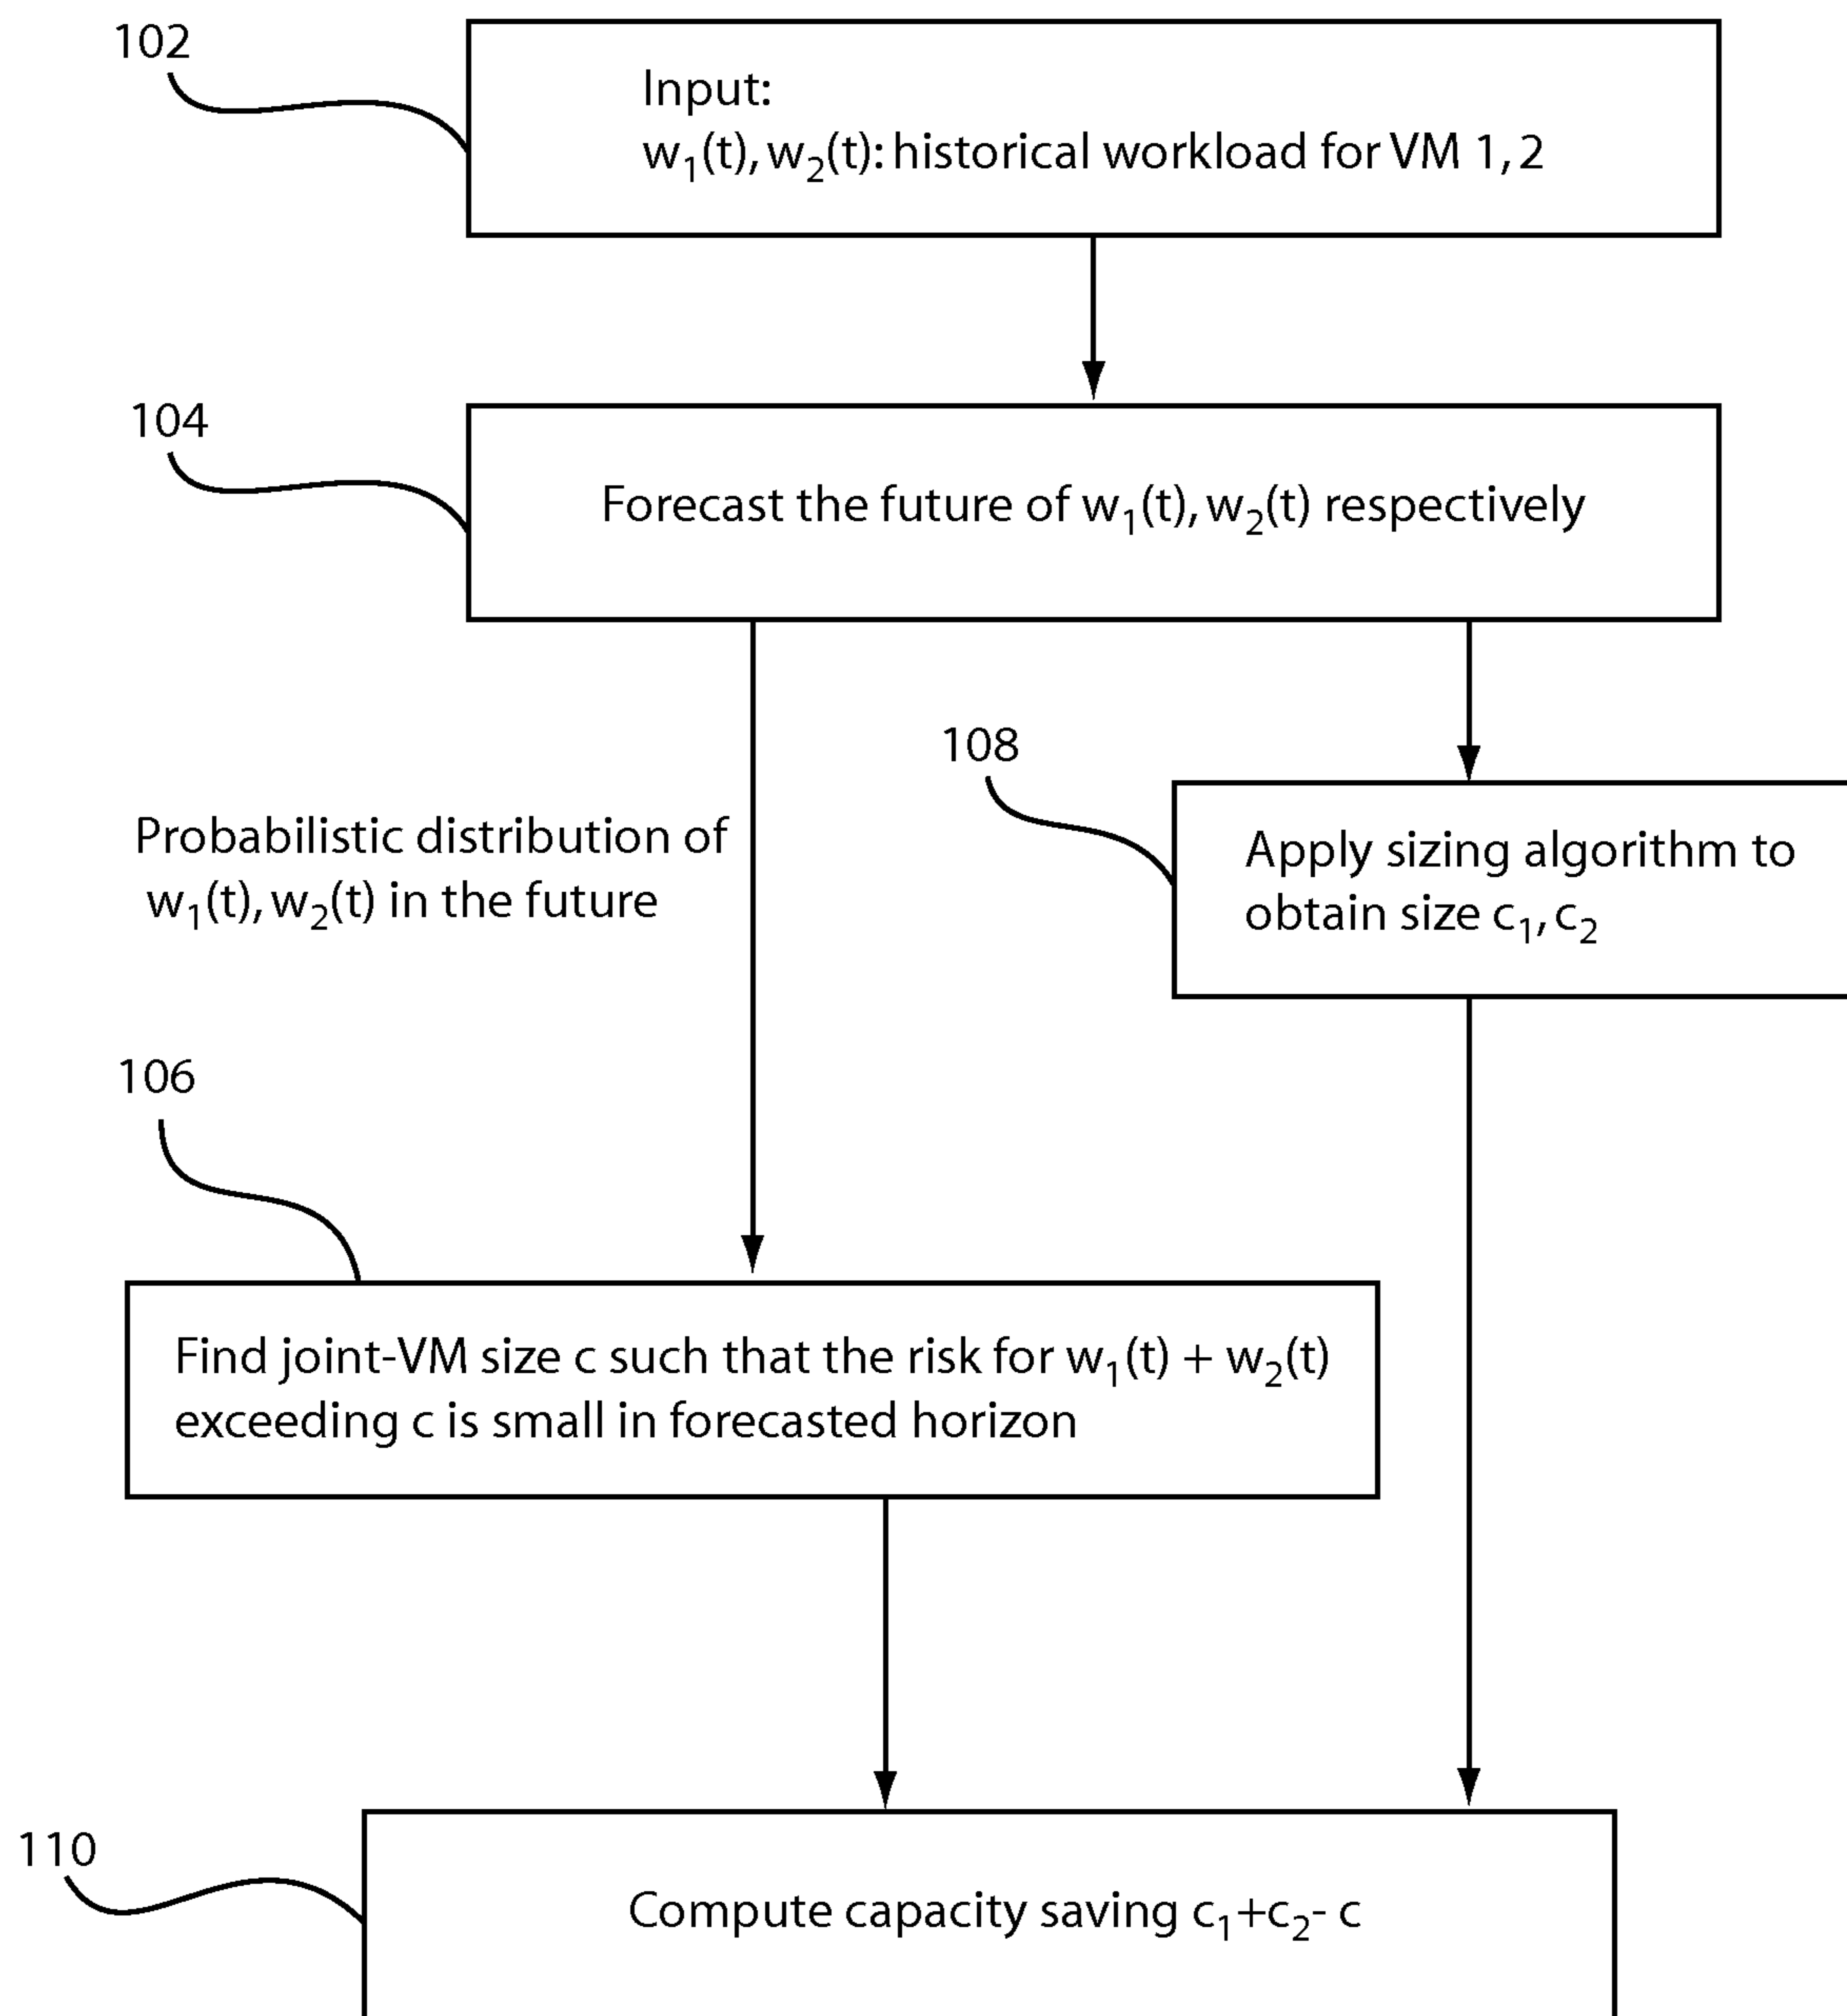 102
Input:
w₁(t), w₂(t): historical workload for VM 1, 2
104
Forecast the future of w₁(t), w₂(t) respectively
108
Probabilistic distribution of
w₁(t), w₂(t) in the future
Apply sizing algorithm to
obtain size c₁, c₂
106
Find joint-VM size c such that the risk for w₁(t) + w₂(t)
exceeding c is small in forecasted horizon
110
Compute capacity saving c₁+c₂- c